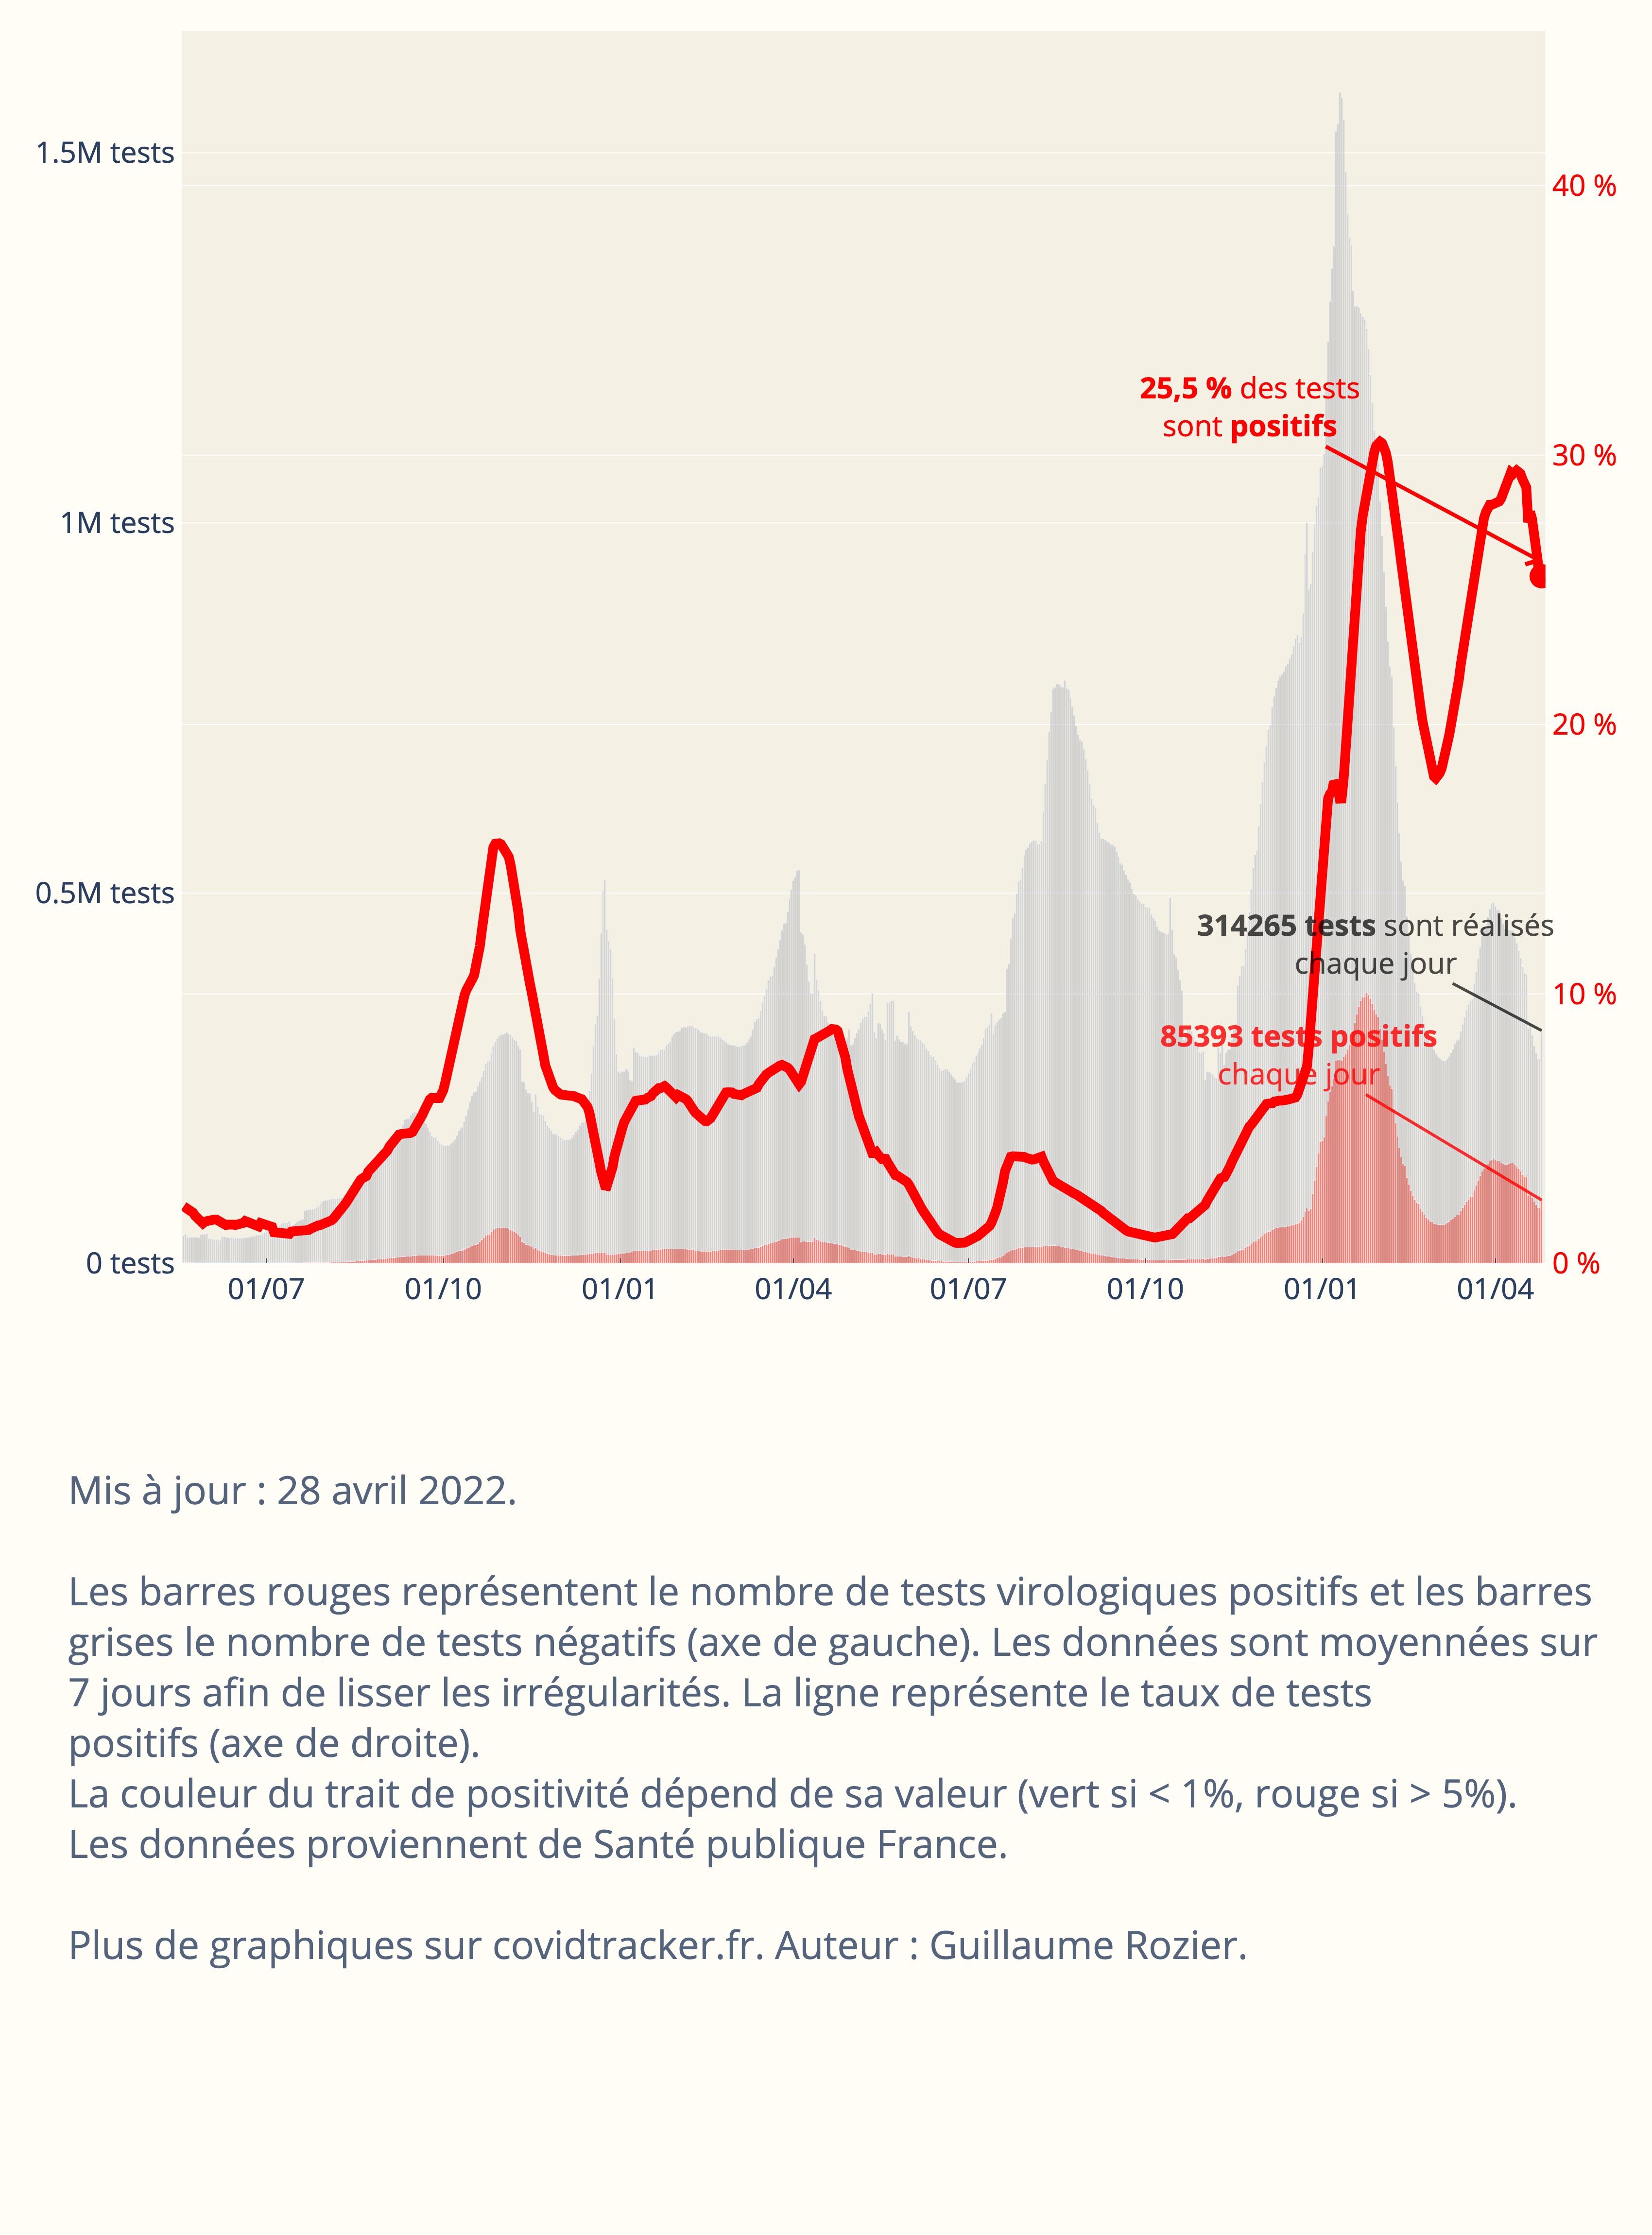 1.5M tests
40 %
25,5 % des tests
sont positifs
30 %
1M tests
20 %
0.5M tests
314265 tests sont réalisés
chaque jour
10 %
85393 tests positifs
chaque jour
0 tests
0 %
01/07
01/10
01/01
01/04
01/07
01/10
01/01
01/04
Mis à jour : 28 avril 2022.
Les barres rouges représentent le nombre de tests virologiques positifs et les barres
grises le nombre de tests négatifs (axe de gauche). Les données sont moyennées sur
7 jours afin de lisser les irrégularités. La ligne représente le taux de tests
positifs (axe de droite).
La couleur du trait de positivité dépend de sa valeur (vert si < 1%, rouge si > 5%).
Les données proviennent de Santé publique France.
Plus de graphiques sur covidtracker.fr. Auteur : Guillaume Rozier.